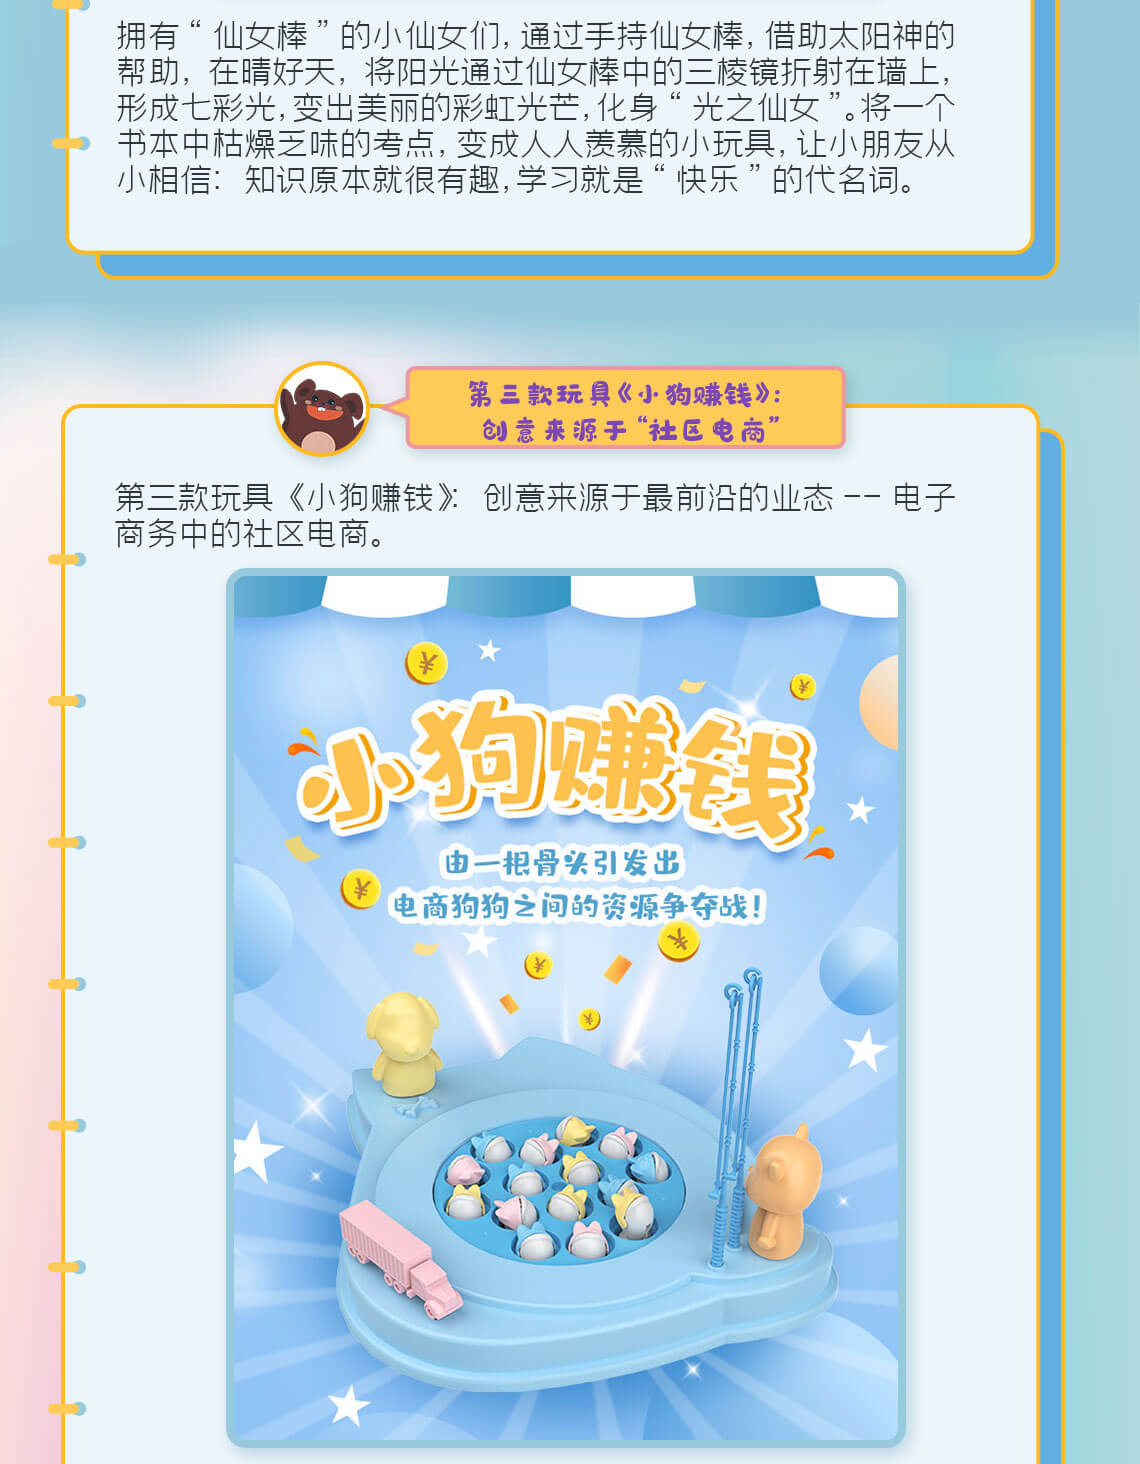 拥有“仙女棒”的小仙女们,通过手持仙女棒,借助太阳神的
帮助,在晴好天,将阳光通过仙女棒中的三棱镜折射在墙上,
形成七彩光,变出美丽的彩虹光芒,化身“光之仙女”。将一个
书本中枯燥乏味的考点,变成人人羡慕的小玩具,让小朋友从
小相信:知识原本就很有趣,学习就是“快乐”的代名词。
第三款玩具《小狗赚钱》:
创意来源于“社区电商”
第三款玩具《小狗赚钱》:创意来源于最前沿的业态--电子
商务中的社区电商。
小狗赚钱
由一根骨头引发出
电商狗狗之间的资源争夺战!